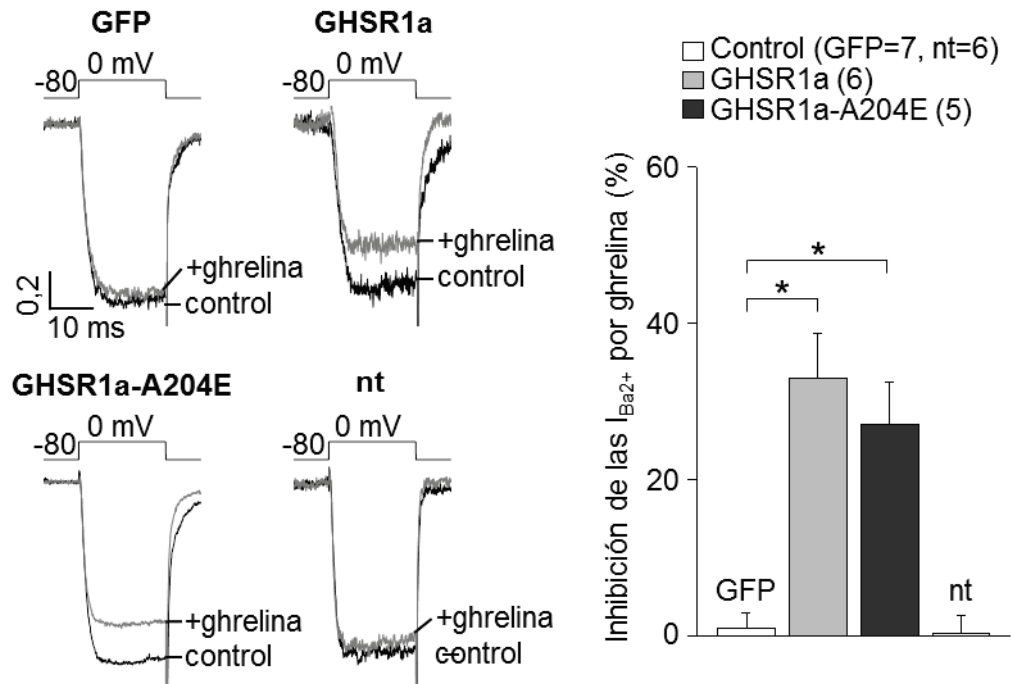 GFP
0 mV
-80
+ghrelina
control
0,2
10 ms
GHSR1a
0 mV
-80
+ghrelina
control
GHSR1a-A204E
0 mV
-80
+ghrelina
control
nt
0 mV
-80
+ghrelina
control
Control (GFP=7, nt=6)
GHSR1a (6)
GHSR1a-A204E (5)
Inhibición de las IBa2+ por ghrelina (%)
60
40
20
0
*
*
GFP
nt